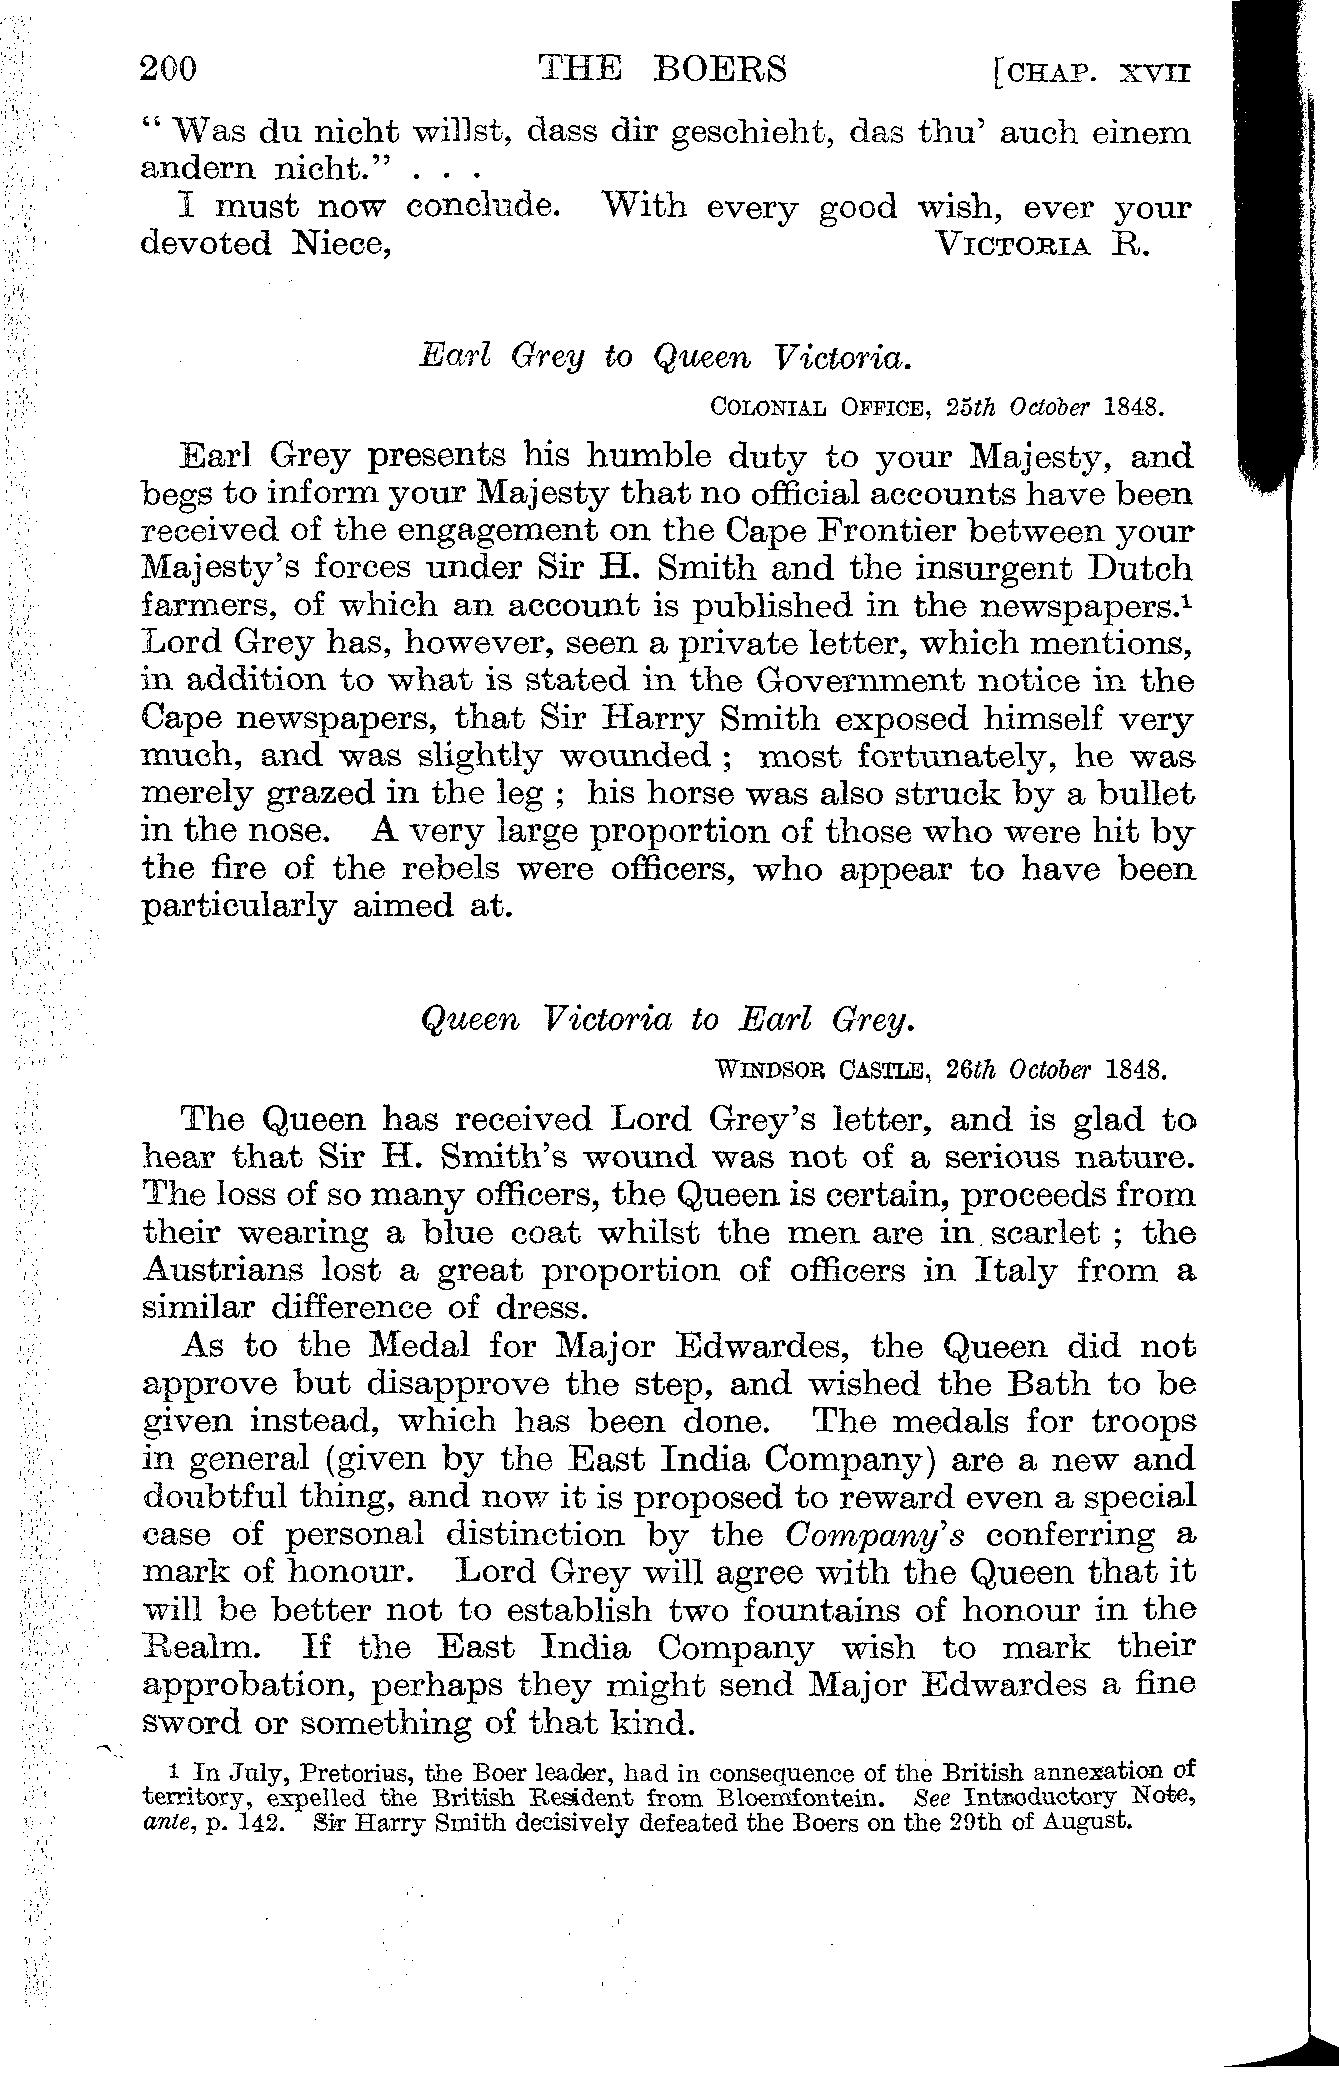 200 THE BOERS [CHAP. XVII
“ Was du nicht willst, dass dir geschieht, das thu’ auch einem
andern nicht.” . . .
I must now conclude. With every good wish, ever your
devoted Niece, VICTORIA R.
Earl Grey to Queen Victoria.
COLONIAL OFFICE, 25th October 1848.
Earl Grey presents his humble duty to your Majesty, and
begs to inform your Majesty that no official accounts have been
received of the engagement on the Cape Frontier between your
Majesty’s forces under Sir H. Smith and the insurgent Dutch
farmers, of which an account is published in the newspapers.¹
Lord Grey has, however, seen a private letter, which mentions,
in addition to what is stated in the Government notice in the
Cape newspapers, that Sir Harry Smith exposed himself very
much, and was slightly wounded ; most fortunately, he was
merely grazed in the leg ; his horse was also struck by a bullet
in the nose. A very large proportion of those who were hit by
the fire of the rebels were officers, who appear to have been
particularly aimed at.
Queen Victoria to Earl Grey.
WINDSOR CASTLE, 26th October 1848.
The Queen has received Lord Grey’s letter, and is glad to
hear that Sir H. Smith’s wound was not of a serious nature.
The loss of so many officers, the Queen is certain, proceeds from
their wearing a blue coat whilst the men are in scarlet ; the
Austrians lost a great proportion of officers in Italy from a
similar difference of dress.
As to the Medal for Major Edwardes, the Queen did not
approve but disapprove the step, and wished the Bath to be
given instead, which has been done. The medals for troops
in general (given by the East India Company) are a new and
doubtful thing, and now it is proposed to reward even a special
case of personal distinction by the Company’s conferring a
mark of honour. Lord Grey will agree with the Queen that it
will be better not to establish two fountains of honour in the
Realm. If the East India Company wish to mark their
approbation, perhaps they might send Major Edwardes a fine
sword or something of that kind.
1 In July, Pretorius, the Boer leader, had in consequence of the British annexation of
territory, expelled the British Resident from Bloemfontein. See Introductory Note,
ante, p. 142. Sir Harry Smith decisively defeated the Boers on the 29th of August.